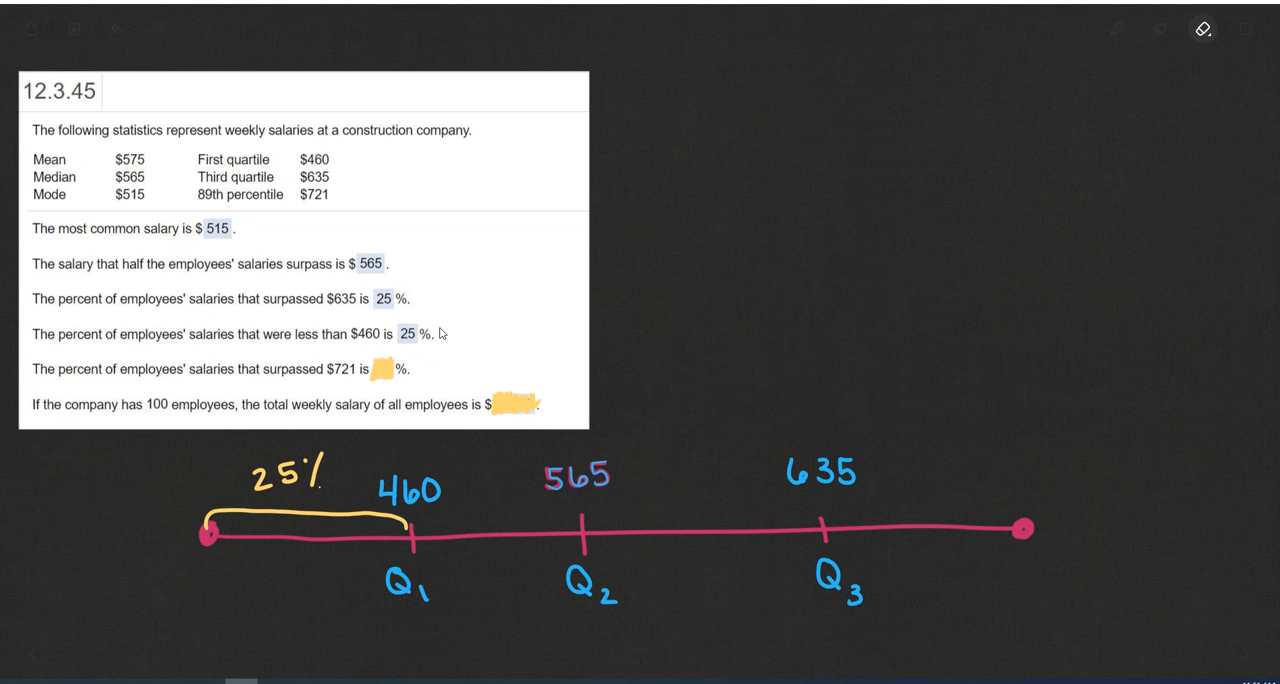 12.3.45
The following statistics represent weekly salaries at a construction company.
Mean $575 First quartile $460
Median $565 Third quartile $635
Mode $515 89th percentile $721
The most common salary is $ 515 .
The salary that half the employees' salaries surpass is $ 565 .
The percent of employees' salaries that surpassed $635 is 25 %.
The percent of employees' salaries that were less than $460 is 25 %.
The percent of employees' salaries that surpassed $721 is %.
If the company has 100 employees, the total weekly salary of all employees is $ .
25% 460 565 635
Q1 Q2 Q3